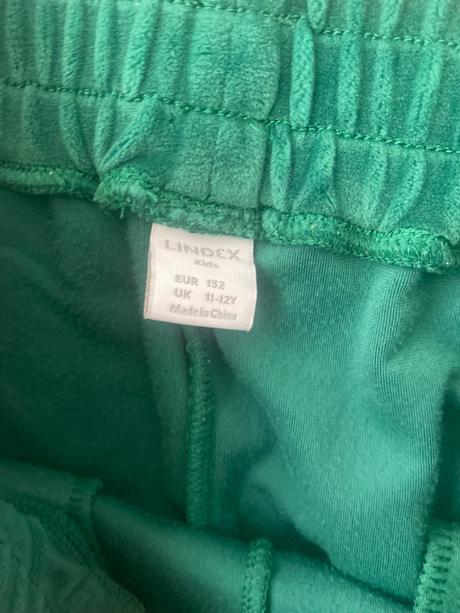 LINDEX
Kids
EUR 152
UK 11-12Y
Made in China